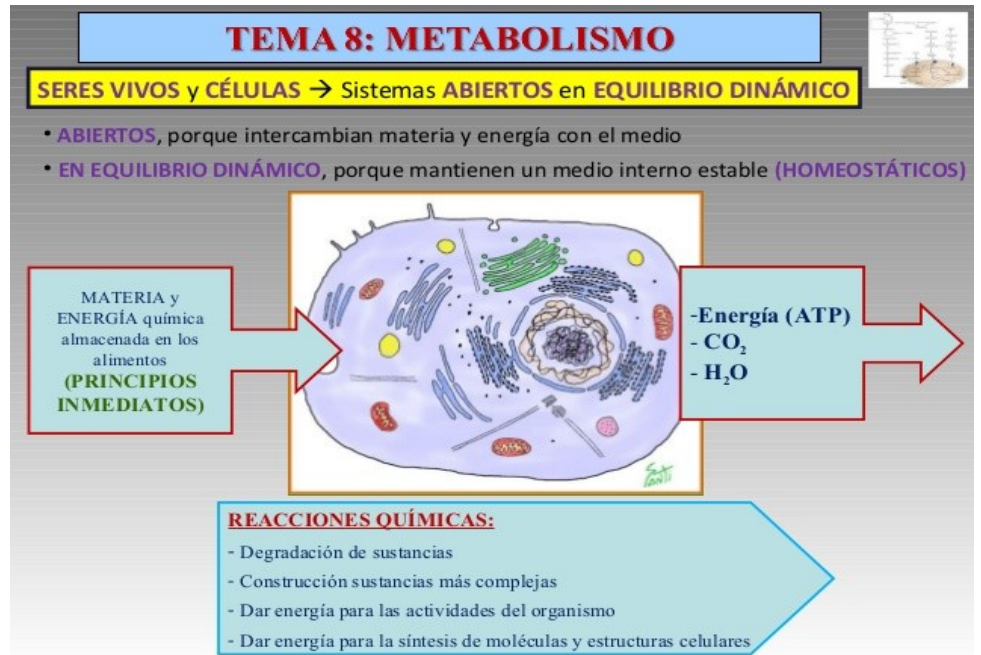 TEMA 8: METABOLISMO
SERES VIVOS y CÉLULAS → Sistemas ABIERTOS en EQUILIBRIO DINÁMICO
• ABIERTOS, porque intercambian materia y energía con el medio
• EN EQUILIBRIO DINÁMICO, porque mantienen un medio interno estable (HOMEOSTÁTICOS)
MATERIA y
ENERGÍA química
almacenada en los
alimentos
(PRINCIPIOS
INMEDIATOS)
-Energía (ATP)
- CO₂
- H₂O
REACCIONES QUÍMICAS:
- Degradación de sustancias
- Construcción sustancias más complejas
- Dar energía para las actividades del organismo
- Dar energía para la síntesis de moléculas y estructuras celulares